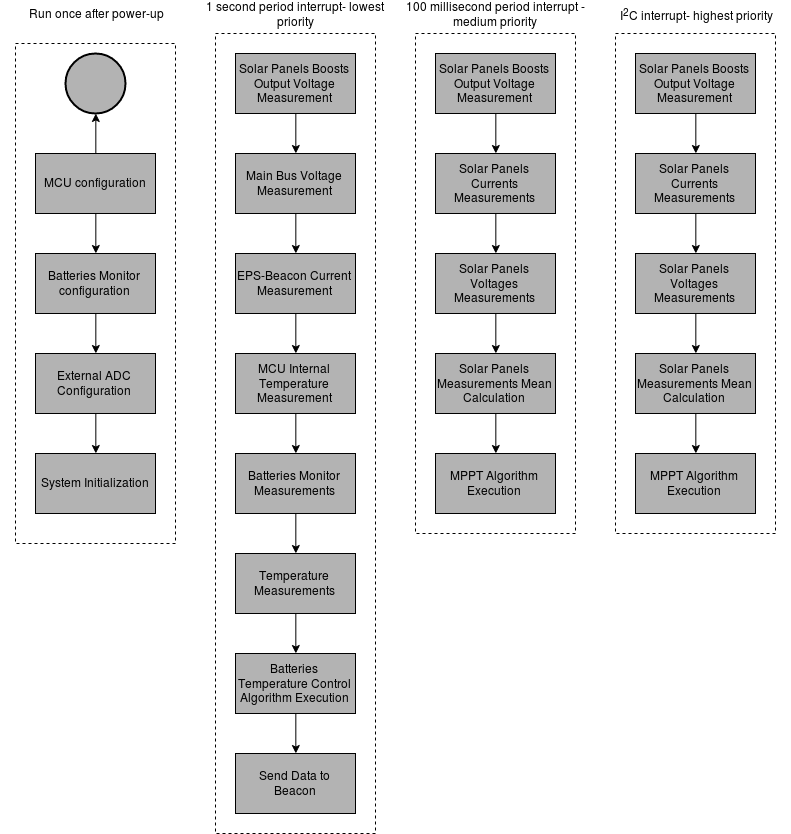 Run once after power-up
MCU configuration
Batteries Monitor
configuration
External ADC
Configuration
System Initialization
1 second period interrupt- lowest
priority
Solar Panels Boosts
Output Voltage
Measurement
Main Bus Voltage
Measurement
EPS-Beacon Current
Measurement
MCU Internal
Temperature
Measurement
Batteries Monitor
Measurements
Temperature
Measurements
Batteries
Temperature Control
Algorithm Execution
Send Data to
Beacon
100 millisecond period interrupt -
medium priority
Solar Panels Boosts
Output Voltage
Measurement
Solar Panels
Currents
Measurements
Solar Panels
Voltages
Measurements
Solar Panels
Measurements Mean
Calculation
MPPT Algorithm
Execution
I²C interrupt- highest priority
Solar Panels Boosts
Output Voltage
Measurement
Solar Panels
Currents
Measurements
Solar Panels
Voltages
Measurements
Solar Panels
Measurements Mean
Calculation
MPPT Algorithm
Execution